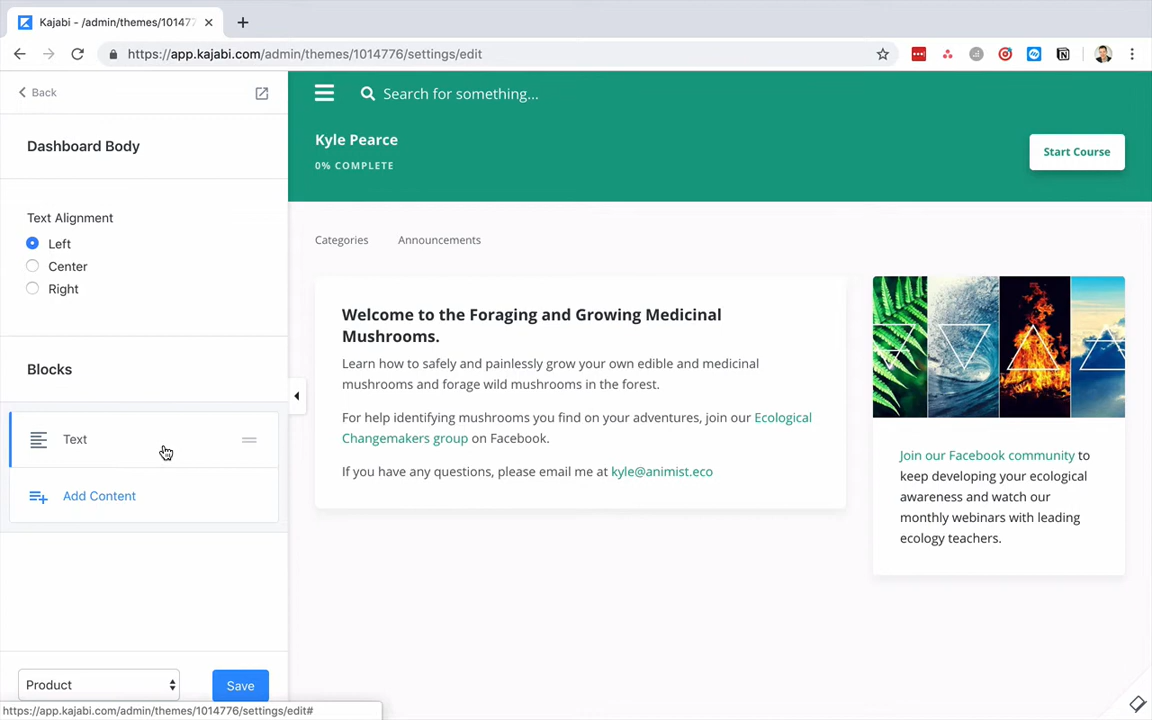 Kajabi - /admin/themes/101477
https://app.kajabi.com/admin/themes/1014776/settings/edit
Back
Dashboard Body
Text Alignment
Left
Center
Right
Blocks
Text
Add Content
Product
Save
https://app.kajabi.com/admin/themes/1014776/settings/edit#
Search for something...
Kyle Pearce
0% COMPLETE
Start Course
Categories
Announcements
Welcome to the Foraging and Growing Medicinal
Mushrooms.
Learn how to safely and painlessly grow your own edible and medicinal
mushrooms and forage wild mushrooms in the forest.
For help identifying mushrooms you find on your adventures, join our Ecological
Changemakers group on Facebook.
If you have any questions, please email me at kyle@animist.eco
Join our Facebook community to
keep developing your ecological
awareness and watch our
monthly webinars with leading
ecology teachers.